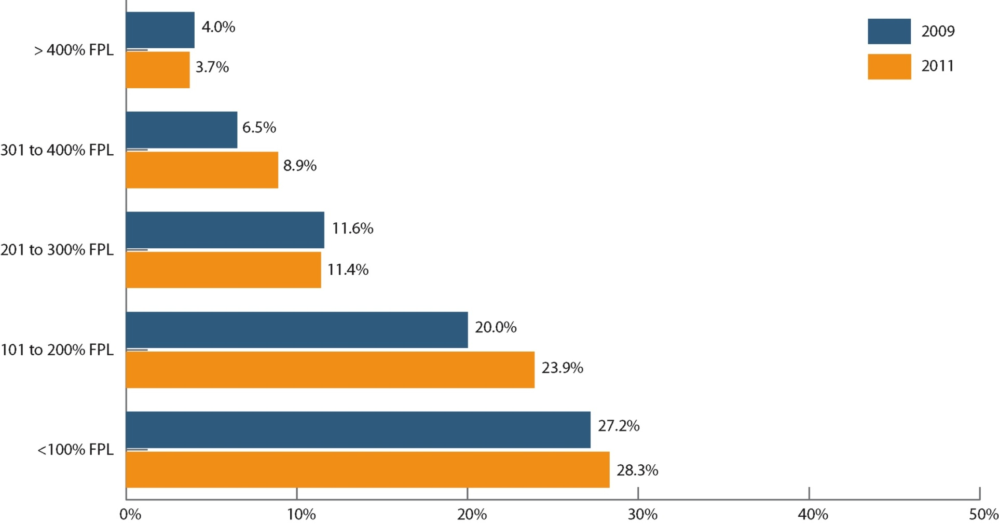 2009
2011
> 400% FPL
4.0%
3.7%
301 to 400% FPL
6.5%
8.9%
201 to 300% FPL
11.6%
11.4%
101 to 200% FPL
20.0%
23.9%
<100% FPL
27.2%
28.3%
0% 10% 20% 30% 40% 50%